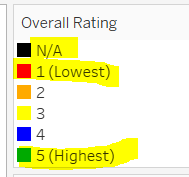 Overall Rating
N/A
1 (Lowest)
2
3
4
5 (Highest)